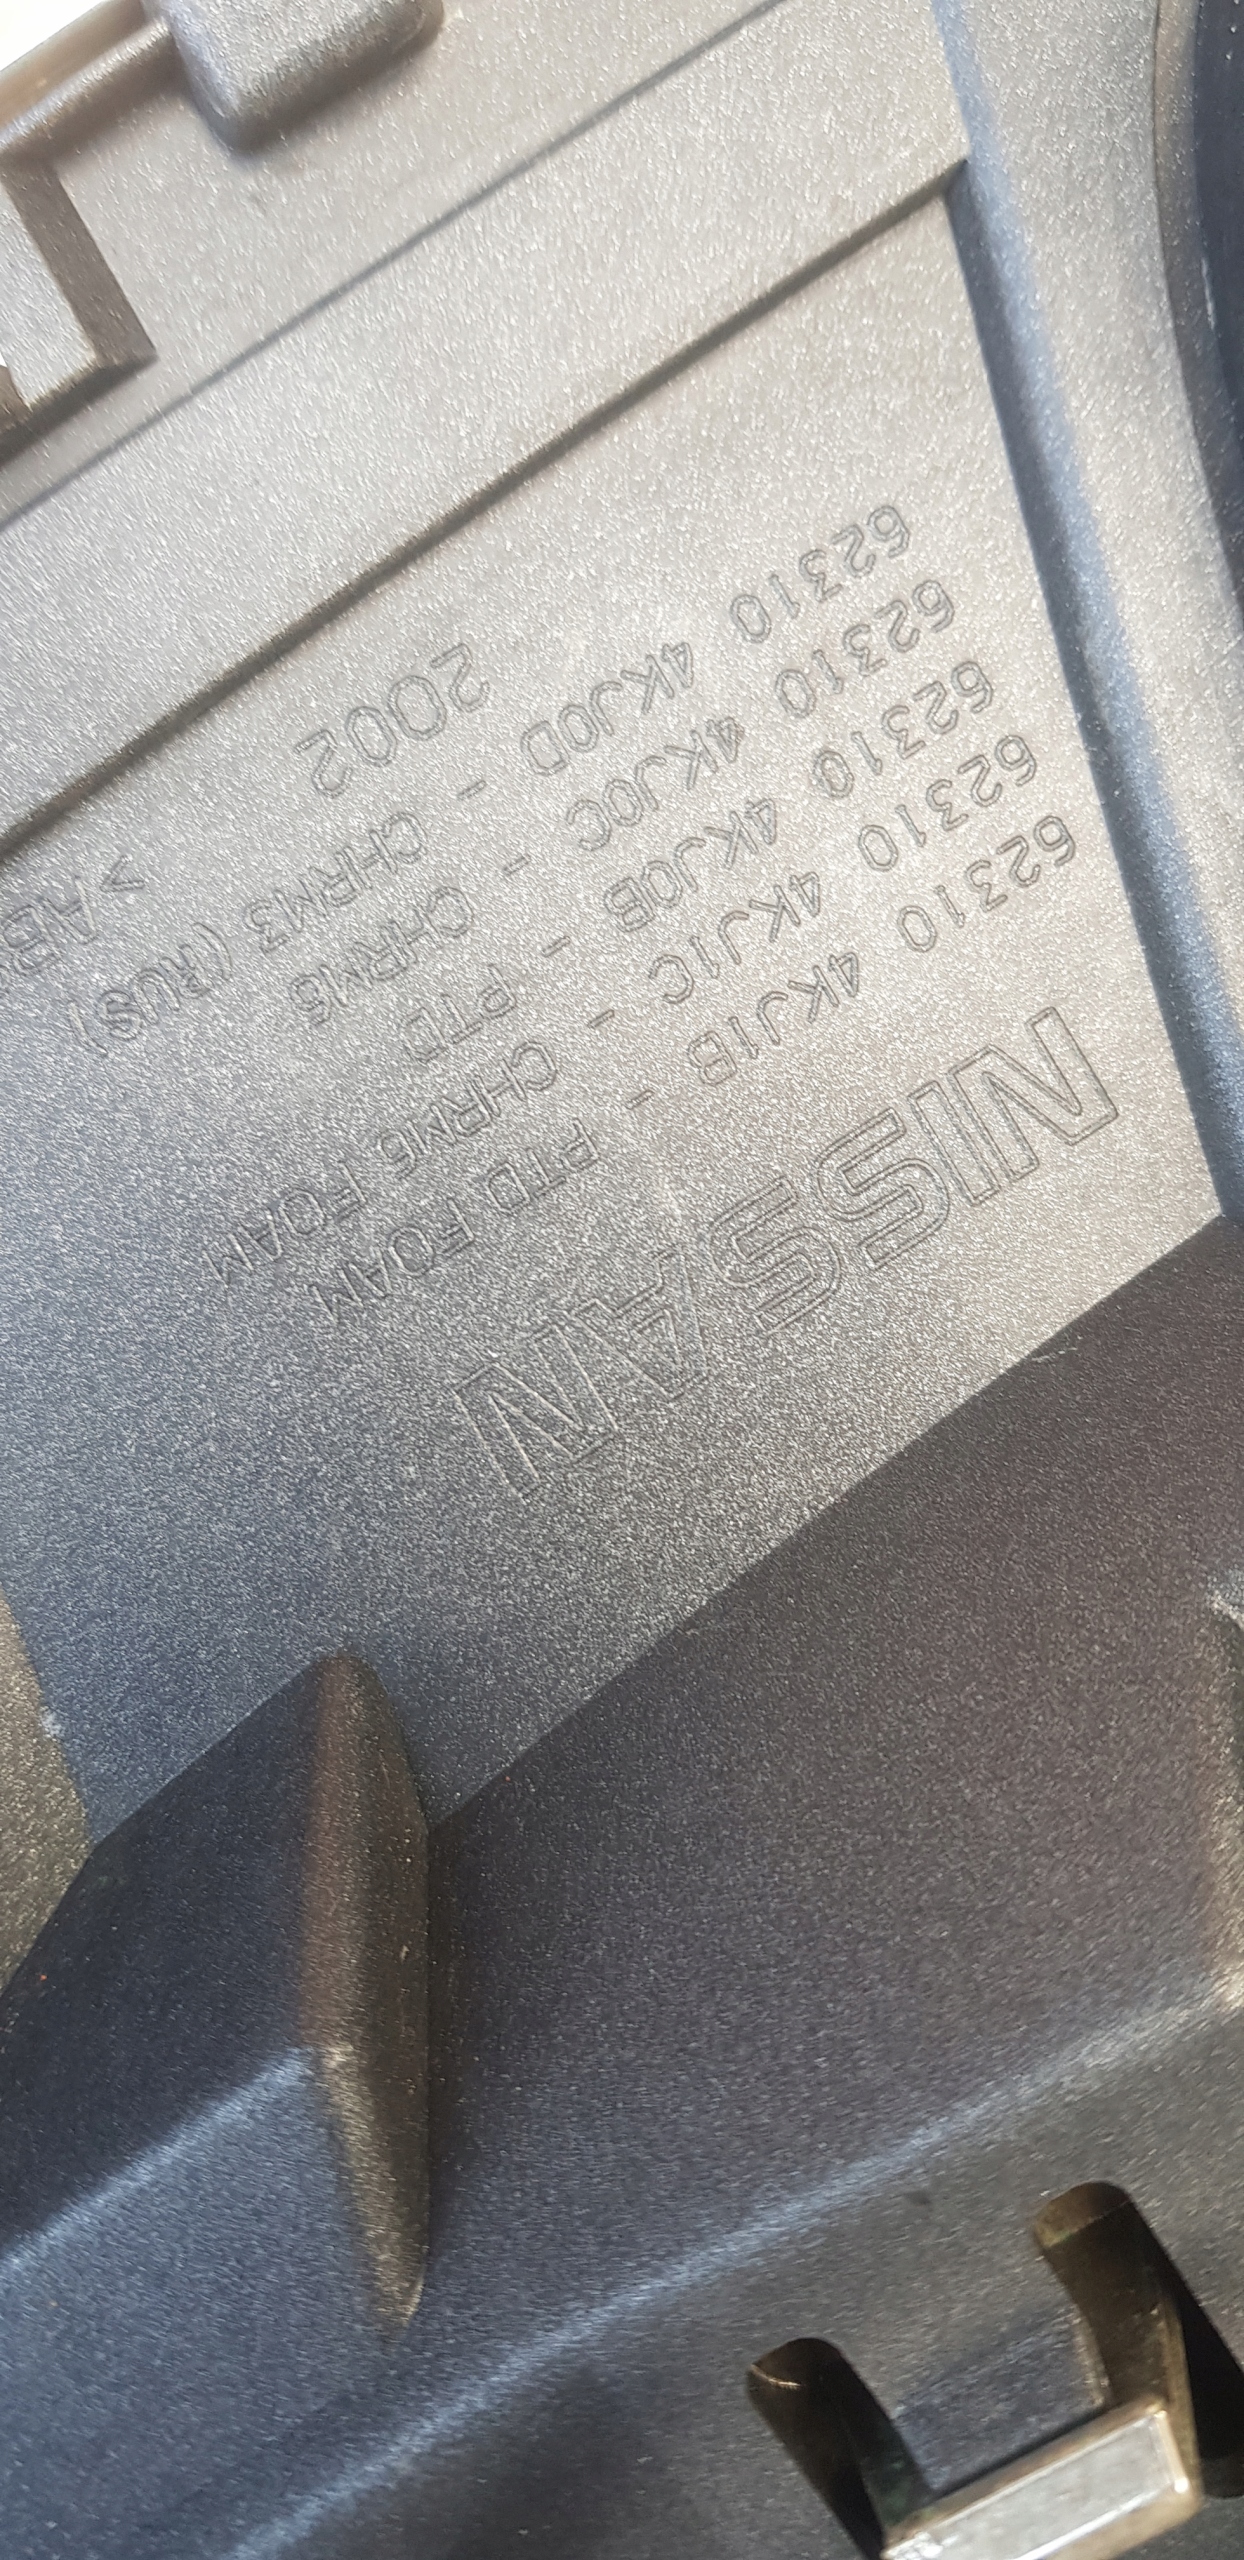 NISSAN
62310 4KJ1B - PTD FOAM
62310 4KJ1C - CHRM6 FOAM
62310 4KJ0B - PTD
62310 4KJ0C - CHRM5
62310 4KJ0D - CHRM3 (RUS)
2002 >